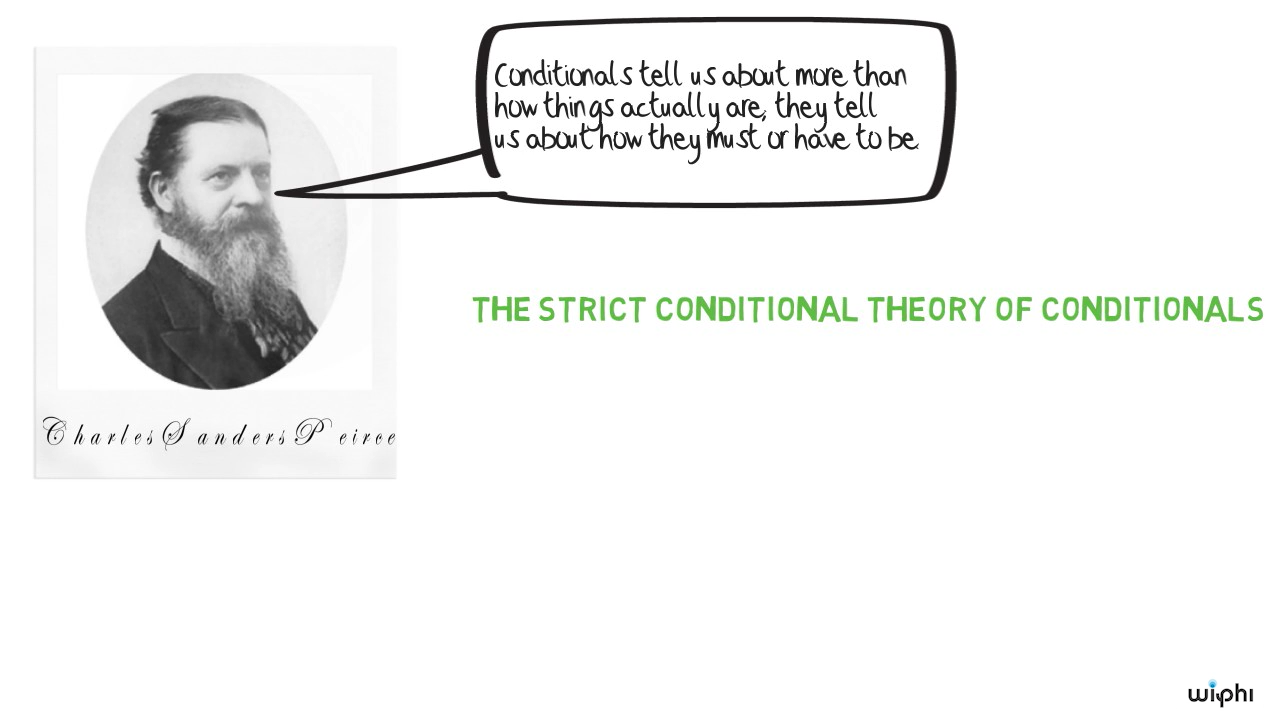 Conditionals tell us about more than
how things actually are, they tell
us about how they must or have to be.
THE STRICT CONDITIONAL THEORY OF CONDITIONALS
Charles Sanders Peirce
wiphi